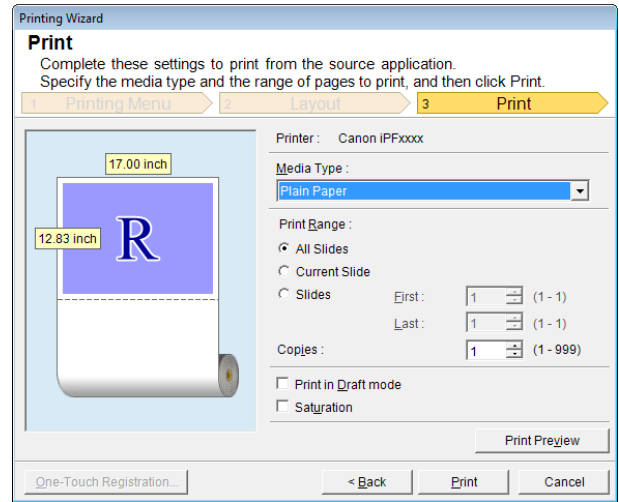 Printing Wizard
Print
Complete these settings to print from the source application.
Specify the media type and the range of pages to print, and then click Print.
1 Printing Menu 2 Layout 3 Print
Printer : Canon iPFxxxx
17.00 inch
Media Type :
Plain Paper
12.83 inch
R
Print Range :
All Slides
Current Slide
Slides First : 1 (1 - 1)
Last : 1 (1 - 1)
Copies : 1 (1 - 999)
Print in Draft mode
Saturation
Print Preview
One-Touch Registration... < Back Print Cancel